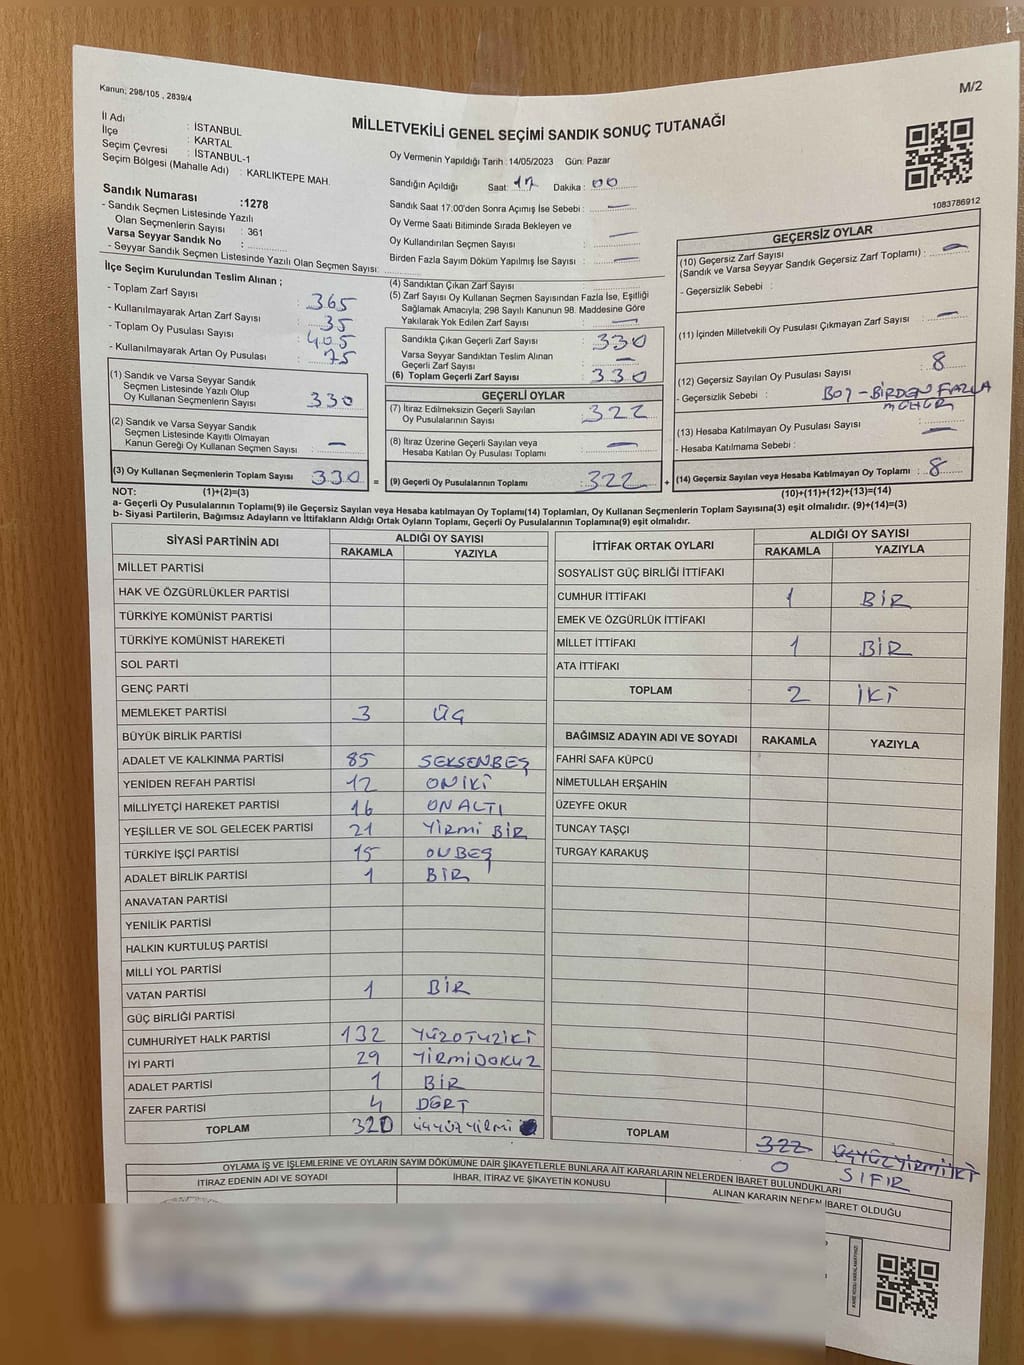 Kanun; 298/105 , 2839/4
M/2
MİLLETVEKİLİ GENEL SEÇİMİ SANDIK SONUÇ TUTANAĞI
İl Adı : İSTANBUL
İlçe : KARTAL
Seçim Çevresi : İSTANBUL-1
Seçim Bölgesi (Mahalle Adı) : KARLIKTEPE MAH.
Sandık Numarası :1278
- Sandık Seçmen Listesinde Yazılı
Olan Seçmenlerin Sayısı : 361
Varsa Seyyar Sandık No :
- Seyyar Sandık Seçmen Listesinde Yazılı Olan Seçmen Sayısı:
Oy Vermenin Yapıldığı Tarih :14/05/2023 Gün: Pazar
Sandığın Açıldığı Saat: 17 Dakika : 00
Sandık Saat 17:00'den Sonra Açımış İse Sebebi : —
Oy Verme Saati Bitiminde Sırada Bekleyen ve
Oy Kullandırılan Seçmen Sayısı : —
Birden Fazla Sayım Döküm Yapılmış İse Sayısı : —
1083786912
İlçe Seçim Kurulundan Teslim Alınan ;
- Toplam Zarf Sayısı : 365
- Kullanılmayarak Artan Zarf Sayısı : 35
- Toplam Oy Pusulası Sayısı : 405
- Kullanılmayarak Artan Oy Pusulası : 75
(1) Sandık ve Varsa Seyyar Sandık
Seçmen Listesinde Yazılı Olup
Oy Kullanan Seçmenlerin Sayısı : 330
(2) Sandık ve Varsa Seyyar Sandık
Seçmen Listesinde Kayıtlı Olmayan
Kanun Gereği Oy Kullanan Seçmen Sayısı : —
(3) Oy Kullanan Seçmenlerin Toplam Sayısı : 330 =
(4) Sandıktan Çıkan Zarf Sayısı :
(5) Zarf Sayısı Oy Kullanan Seçmen Sayısından Fazla İse, Eşitliği
Sağlamak Amacıyla; 298 Sayılı Kanunun 98. Maddesine Göre
Yakılarak Yok Edilen Zarf Sayısı : —
Sandıkta Çıkan Geçerli Zarf Sayısı : 330
Varsa Seyyar Sandıktan Teslim Alınan
Geçerli Zarf Sayısı : —
(6) Toplam Geçerli Zarf Sayısı : 330
GEÇERLİ OYLAR
(7) İtiraz Edilmeksizin Geçerli Sayılan
Oy Pusulalarının Sayısı : 322
(8) İtiraz Üzerine Geçerli Sayılan veya
Hesaba Katılan Oy Pusulası Toplamı : —
(9) Geçerli Oy Pusulalarının Toplamı : 322 +
GEÇERSİZ OYLAR
(10) Geçersiz Zarf Sayısı
(Sandık ve Varsa Seyyar Sandık Geçersiz Zarf Toplamı) : —
- Geçersizlik Sebebi :
(11) İçinden Milletvekili Oy Pusulası Çıkmayan Zarf Sayısı : —
(12) Geçersiz Sayılan Oy Pusulası Sayısı : 8
- Geçersizlik Sebebi : BOŞ - BİRDEN FAZLA
MÜHÜR
(13) Hesaba Katılmayan Oy Pusulası Sayısı : —
- Hesaba Katılmama Sebebi :
(14) Geçersiz Sayılan veya Hesaba Katılmayan Oy Toplamı : 8
NOT: (1)+(2)=(3)
(10)+(11)+(12)+(13)=(14)
a- Geçerli Oy Pusulalarının Toplamı(9) ile Geçersiz Sayılan veya Hesaba katılmayan Oy Toplamı(14) Toplamları, Oy Kullanan Seçmenlerin Toplam Sayısına(3) eşit olmalıdır. (9)+(14)=(3)
b- Siyasi Partilerin, Bağımsız Adayların ve İttifakların Aldığı Ortak Oyların Toplamı, Geçerli Oy Pusulalarının Toplamına(9) eşit olmalıdır.
SİYASİ PARTİNİN ADI ALDIĞI OY SAYISI
RAKAMLA YAZIYLA
MİLLET PARTİSİ
HAK VE ÖZGÜRLÜKLER PARTİSİ
TÜRKİYE KOMÜNİST PARTİSİ
TÜRKİYE KOMÜNİST HAREKETİ
SOL PARTİ
GENÇ PARTİ
MEMLEKET PARTİSİ 3 ÜÇ
BÜYÜK BİRLİK PARTİSİ
ADALET VE KALKINMA PARTİSİ 85 SEKSENBEŞ
YENİDEN REFAH PARTİSİ 12 ONİKİ
MİLLİYETÇİ HAREKET PARTİSİ 16 ONALTI
YEŞİLLER VE SOL GELECEK PARTİSİ 21 YİRMİ BİR
TÜRKİYE İŞÇİ PARTİSİ 15 ONBEŞ
ADALET BİRLİK PARTİSİ 1 BİR
ANAVATAN PARTİSİ
YENİLİK PARTİSİ
HALKIN KURTULUŞ PARTİSİ
MİLLİ YOL PARTİSİ
VATAN PARTİSİ 1 BİR
GÜÇ BİRLİĞİ PARTİSİ
CUMHURİYET HALK PARTİSİ 132 YÜZOTUZİKİ
İYİ PARTİ 29 YİRMİDOKUZ
ADALET PARTİSİ 1 BİR
ZAFER PARTİSİ 4 DÖRT
TOPLAM 320 ÜÇYÜZYİRMİ
İTTİFAK ORTAK OYLARI ALDIĞI OY SAYISI
RAKAMLA YAZIYLA
SOSYALİST GÜÇ BİRLİĞİ İTTİFAKI
CUMHUR İTTİFAKI 1 BİR
EMEK VE ÖZGÜRLÜK İTTİFAKI
MİLLET İTTİFAKI 1 BİR
ATA İTTİFAKI
TOPLAM 2 İKİ
BAĞIMSIZ ADAYIN ADI VE SOYADI RAKAMLA YAZIYLA
FAHRİ SAFA KÜPCÜ
NİMETULLAH ERŞAHİN
ÜZEYFE OKUR
TUNCAY TAŞÇI
TURGAY KARAKUŞ
TOPLAM 322 ÜÇYÜZYİRMİİKİ
0 SIFIR
OYLAMA İŞ VE İŞLEMLERİNE VE OYLARIN SAYIM DÖKÜMÜNE DAİR ŞİKAYETLERLE BUNLARA AİT KARARLARIN NELERDEN İBARET BULUNDUKLARI
İTİRAZ EDENİN ADI VE SOYADI İHBAR, İTİRAZ VE ŞİKAYETİN KONUSU ALINAN KARARIN NEDEN İBARET OLDUĞU